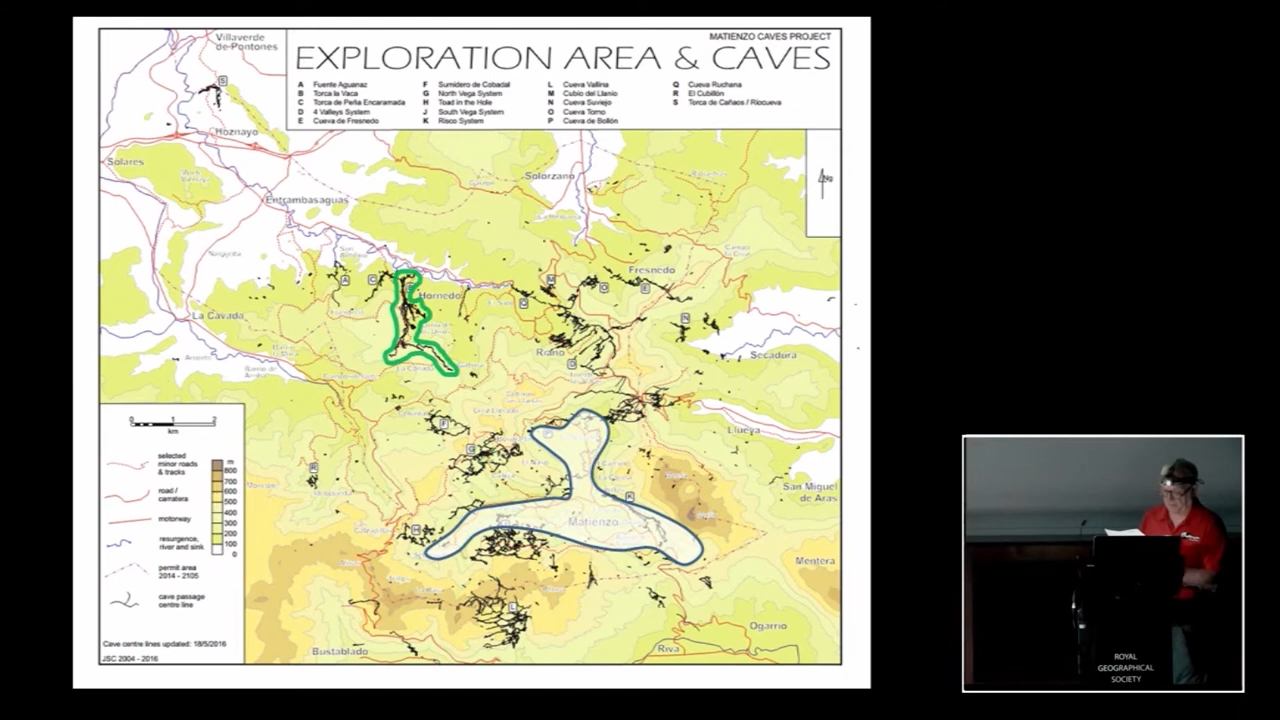 MATIENZO CAVES PROJECT
EXPLORATION AREA & CAVES
A Fuente Aguanaz
B Torca la Vaca
C Torca de Peña Encaramada
D 4 Valleys System
E Cueva de Fresnedo
F Sumidero de Cobadal
G North Vega System
H Toad in the Hole
J South Vega System
K Risco System
L Cueva Vallina
M Cubio del Llanío
N Cueva Suviejo
O Cueva Torno
P Cueva de Bollón
Q Cueva Ruchana
R El Cubillón
S Torca de Cañaos / Riocueva
Villaverde
de Pontones
S
Hoznayo
Solares
Solorzano
Entrambasaguas
Fresnedo
A
C
M
O
E
Hornedo
Q
La Cavada
N
Riaño
D
Secadura
F
Llueva
G
R
K
San Miguel
de Aras
H
Matienzo
Mentera
L
Ogarrio
Riva
Bustablado
0 1 2
km
selected
minor roads
& tracks
road /
carratera
motorway
resurgence,
river and sink
permit area
2014 - 2105
cave passage
centre line
m
800
700
600
500
400
300
200
100
0
Cave centre lines updated: 18/5/2016
JSC 2004 - 2016
ROYAL
GEOGRAPHICAL
SOCIETY